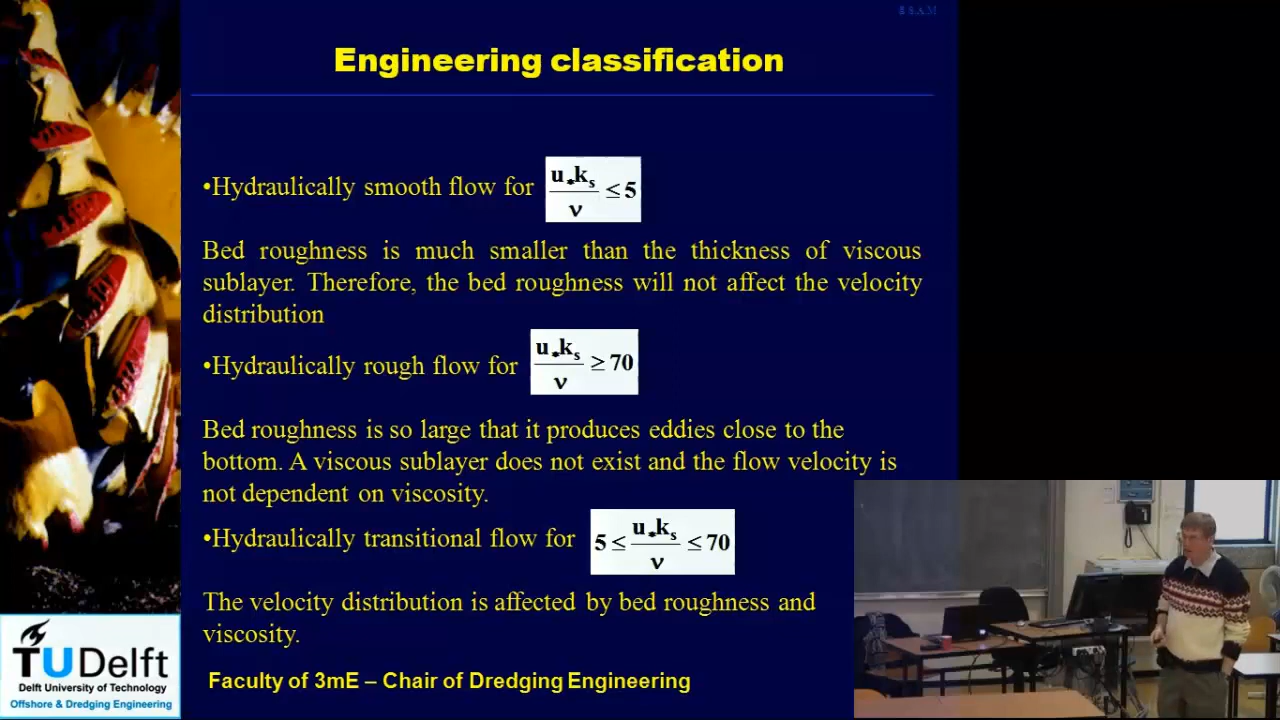 ESAM
Engineering classification
•Hydraulically smooth flow for u*ks/ν ≤ 5
Bed roughness is much smaller than the thickness of viscous
sublayer. Therefore, the bed roughness will not affect the velocity
distribution
•Hydraulically rough flow for u*ks/ν ≥ 70
Bed roughness is so large that it produces eddies close to the
bottom. A viscous sublayer does not exist and the flow velocity is
not dependent on viscosity.
•Hydraulically transitional flow for 5 ≤ u*ks/ν ≤ 70
The velocity distribution is affected by bed roughness and
viscosity.
TUDelft
Delft University of Technology
Offshore & Dredging Engineering
Faculty of 3mE – Chair of Dredging Engineering